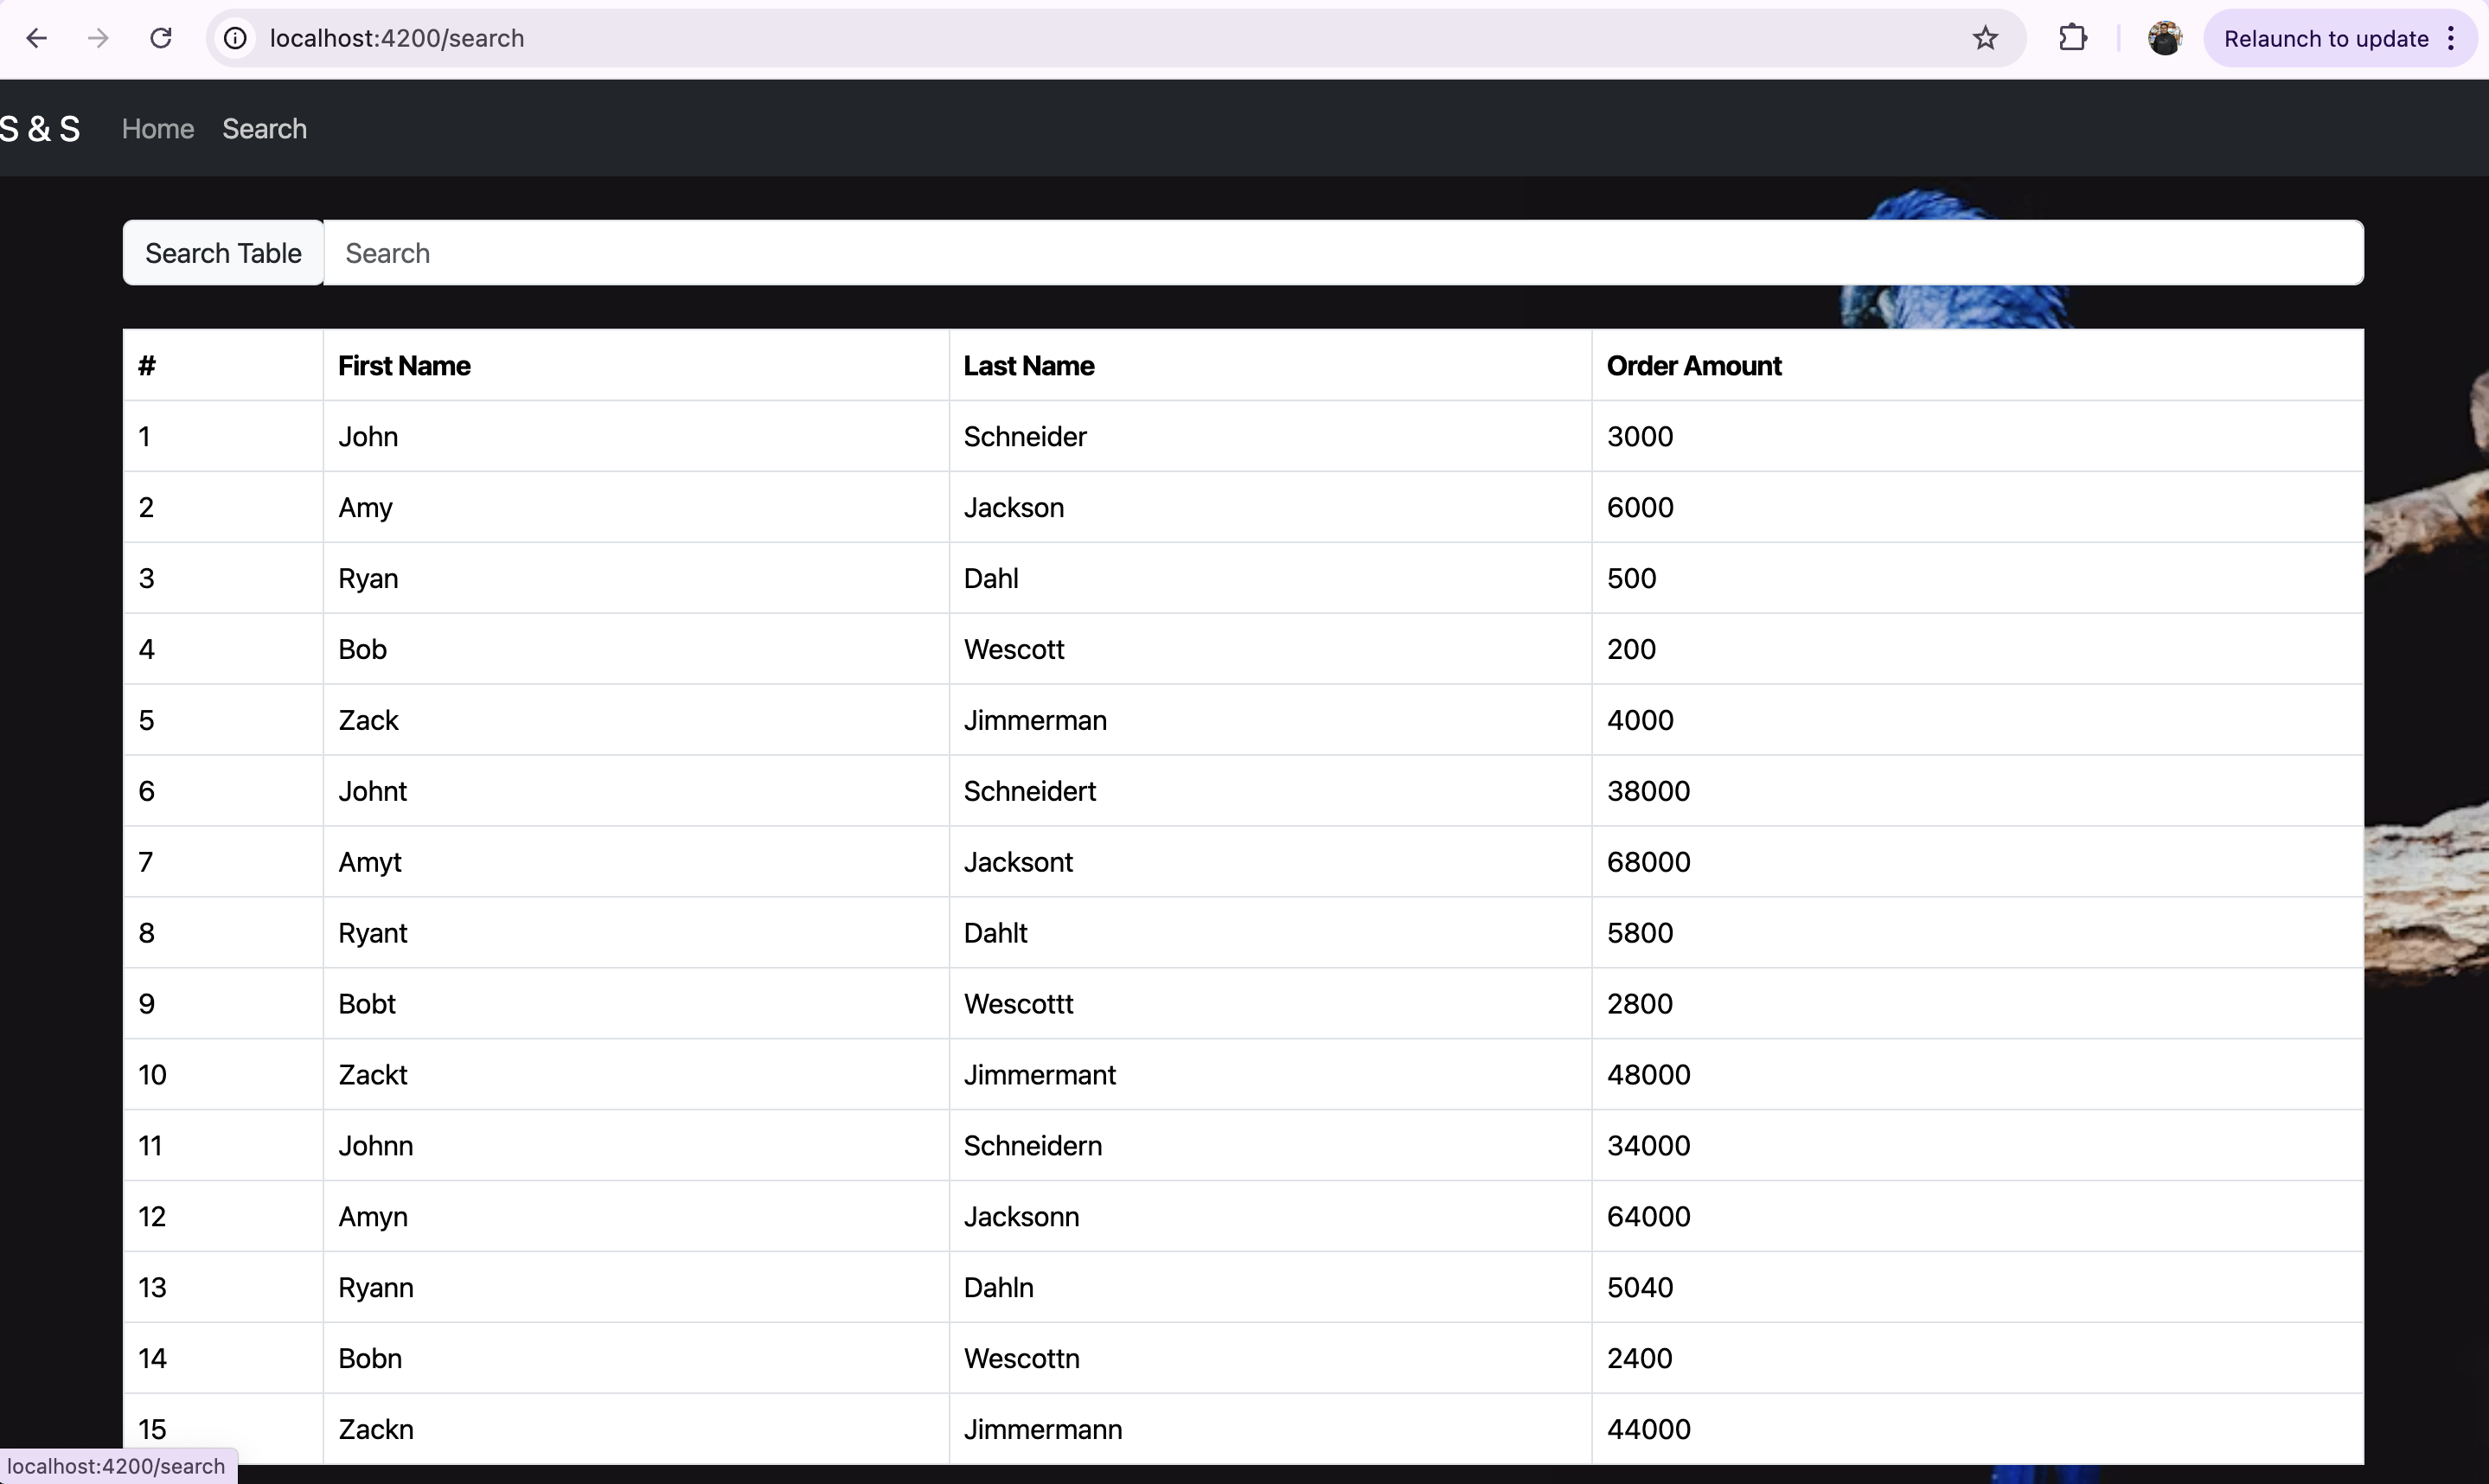 localhost:4200/search
Relaunch to update
S & S Home Search
Search Table Search
# First Name Last Name Order Amount
1 John Schneider 3000
2 Amy Jackson 6000
3 Ryan Dahl 500
4 Bob Wescott 200
5 Zack Jimmerman 4000
6 Johnt Schneidert 38000
7 Amyt Jacksont 68000
8 Ryant Dahlt 5800
9 Bobt Wescottt 2800
10 Zackt Jimmermant 48000
11 Johnn Schneidern 34000
12 Amyn Jacksonn 64000
13 Ryann Dahln 5040
14 Bobn Wescottn 2400
15 Zackn Jimmermann 44000
localhost:4200/search